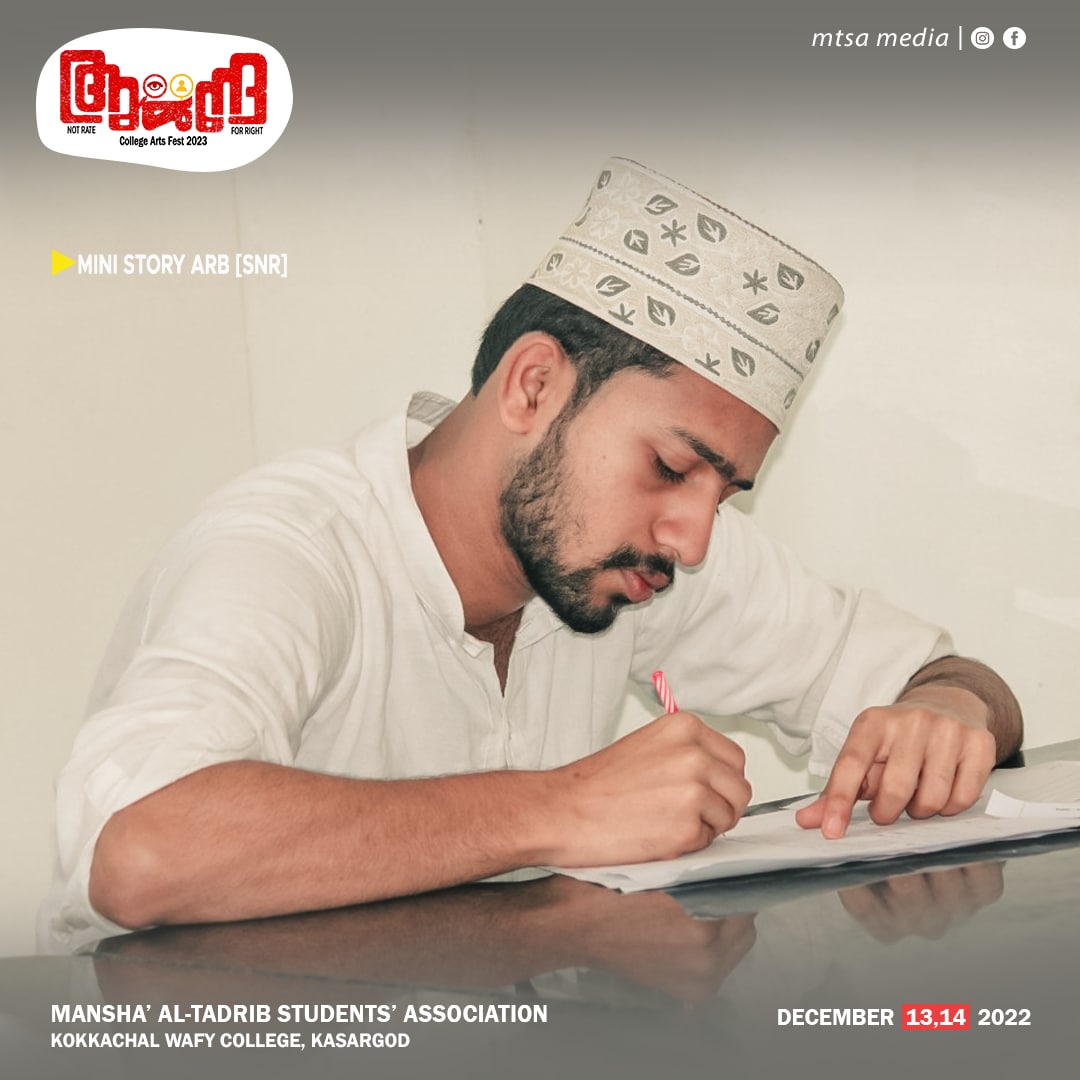 mtsa media |
NOT RATE
FOR RIGHT
College Arts Fest 2023
MINI STORY ARB [SNR]
MANSHA’ AL-TADRIB STUDENTS’ ASSOCIATION
KOKKACHAL WAFY COLLEGE, KASARGOD
DECEMBER 13,14 2022